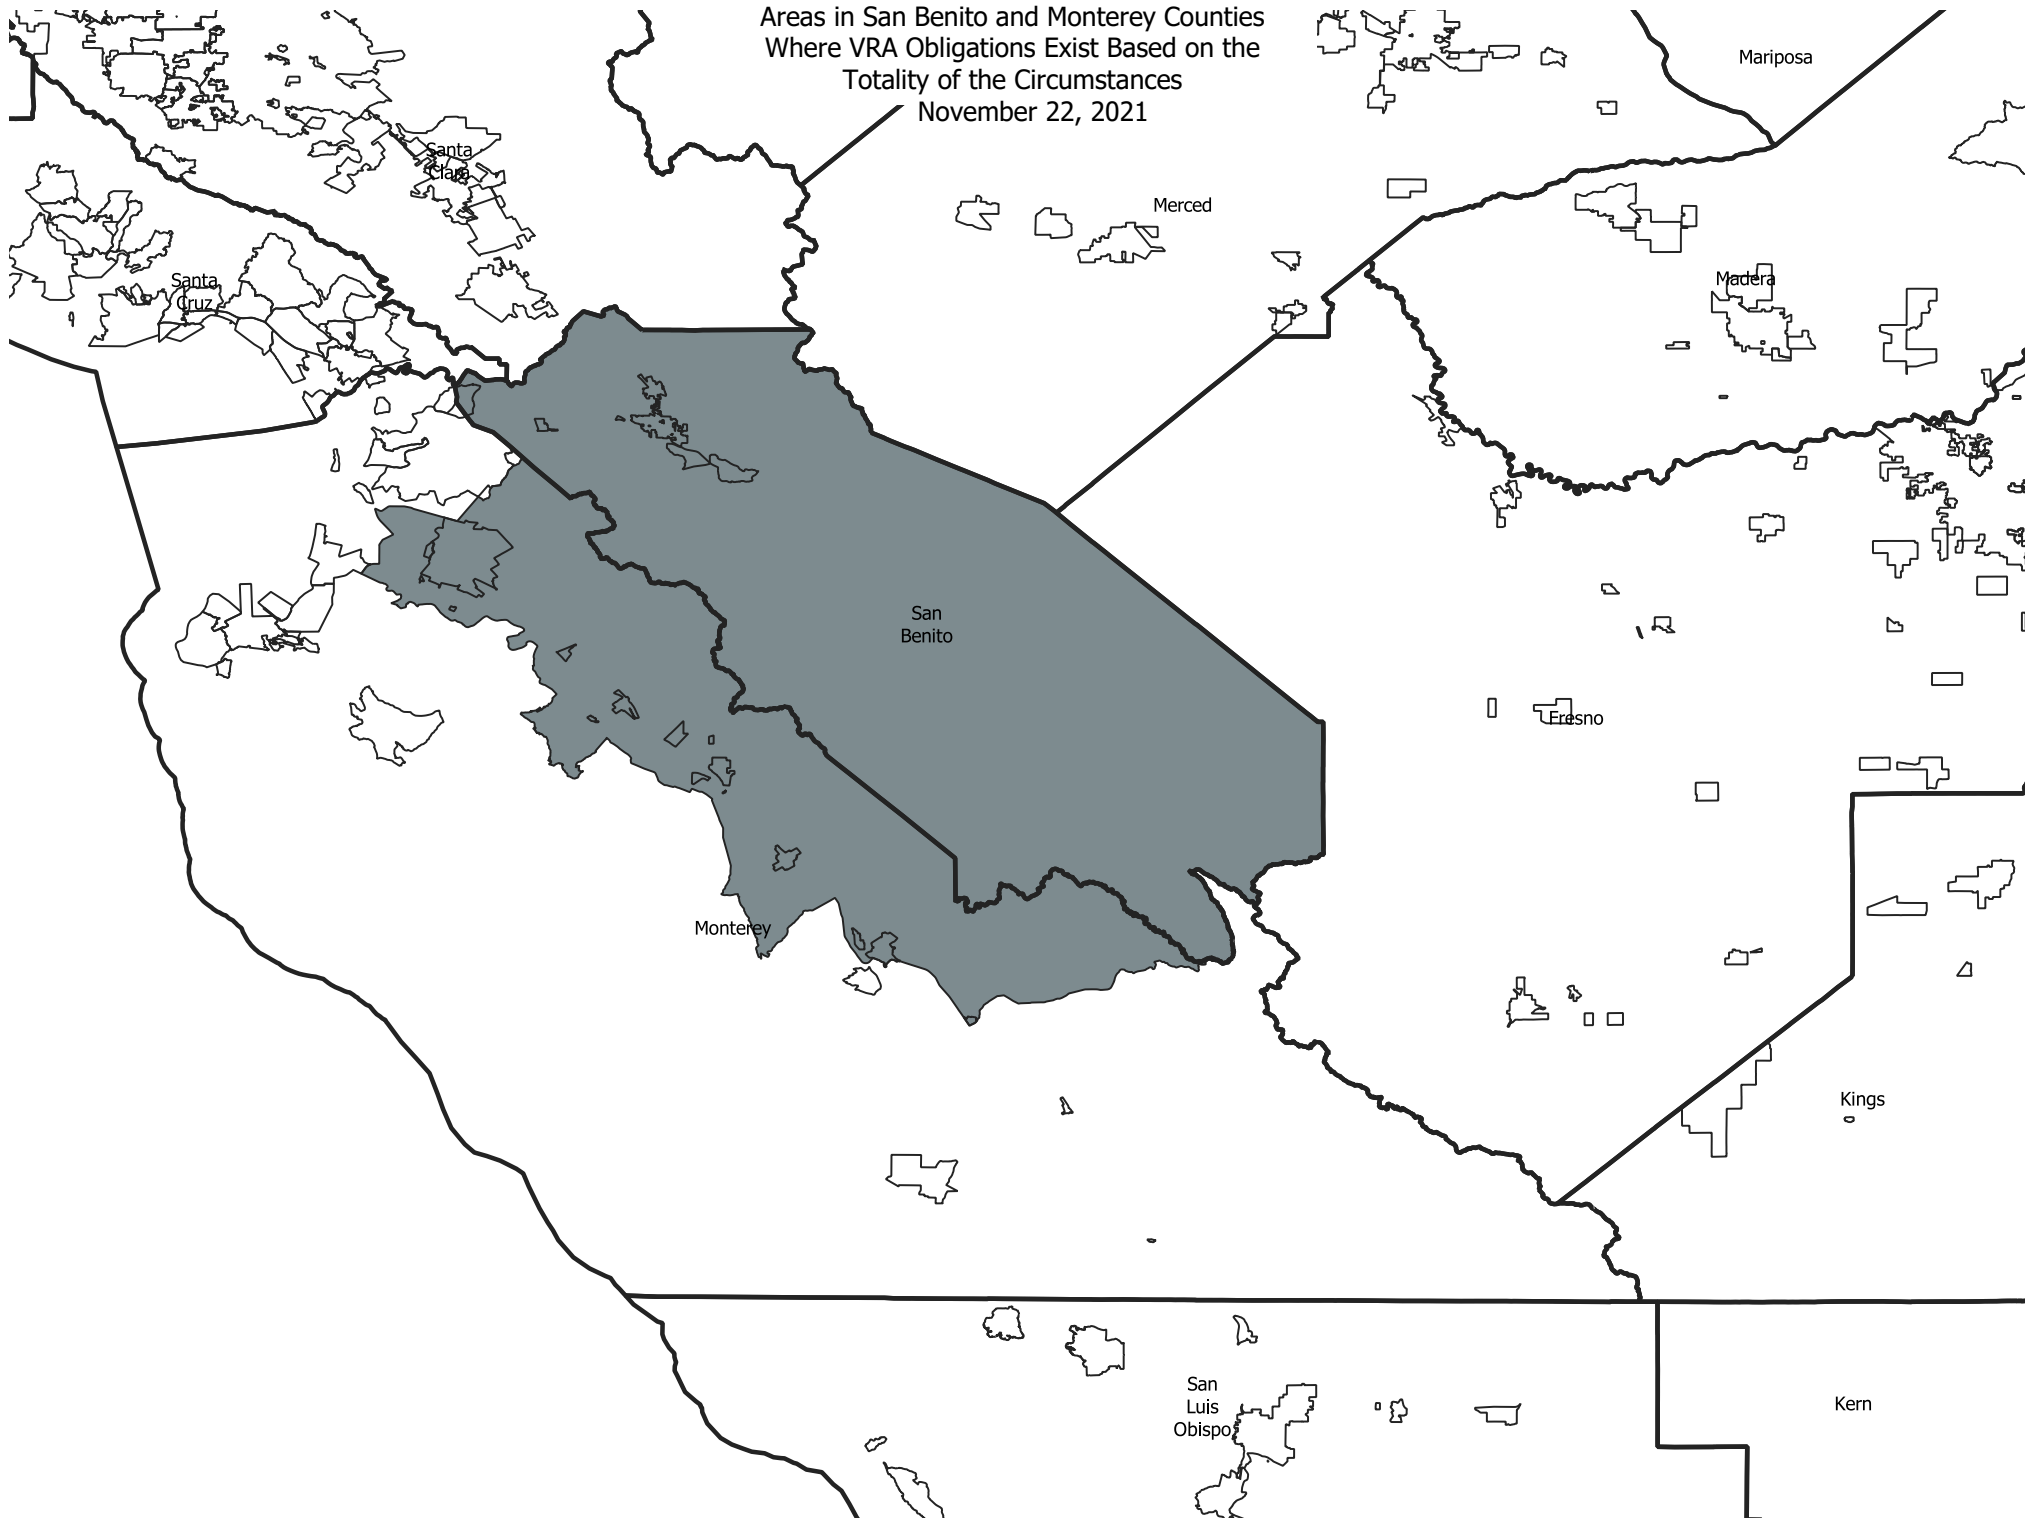 Areas in San Benito and Monterey Counties
Where VRA Obligations Exist Based on the
Totality of the Circumstances
November 22, 2021
Mariposa
Santa
Clara
Merced
Santa
Cruz
Madera
San
Benito
Fresno
Monterey
Kings
San
Luis
Obispo
Kern